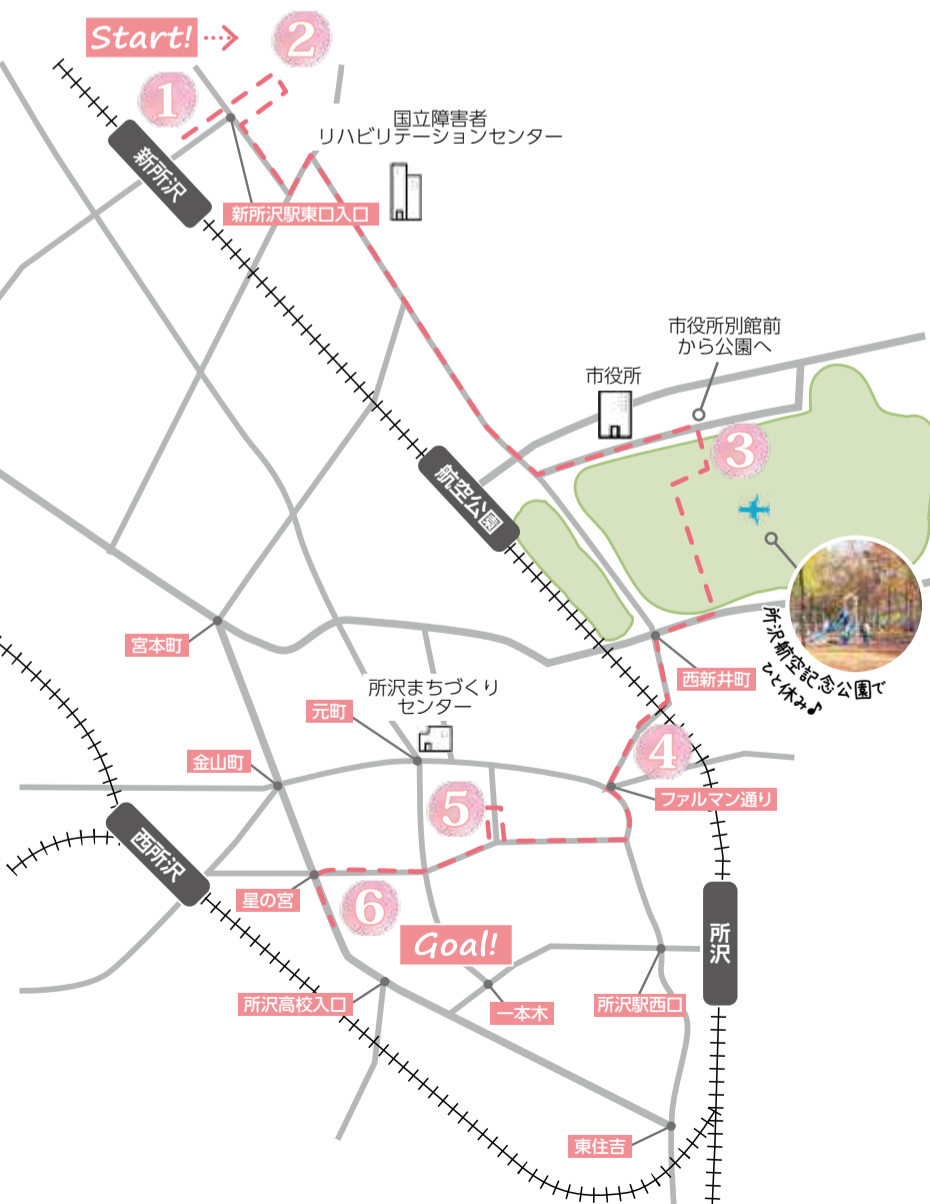 Start!
2
1
国立障害者
リハビリテーションセンター
新所沢
新所沢駅東口入口
市役所別館前
から公園へ
市役所
3
航空公園
所沢航空記念公園で
ひと休み♪
宮本町
西新井町
所沢まちづくり
センター
元町
4
金山町
ファルマン通り
5
西所沢
星の宮
6
Goal!
所沢
所沢高校入口
一本木
所沢駅西口
東住吉